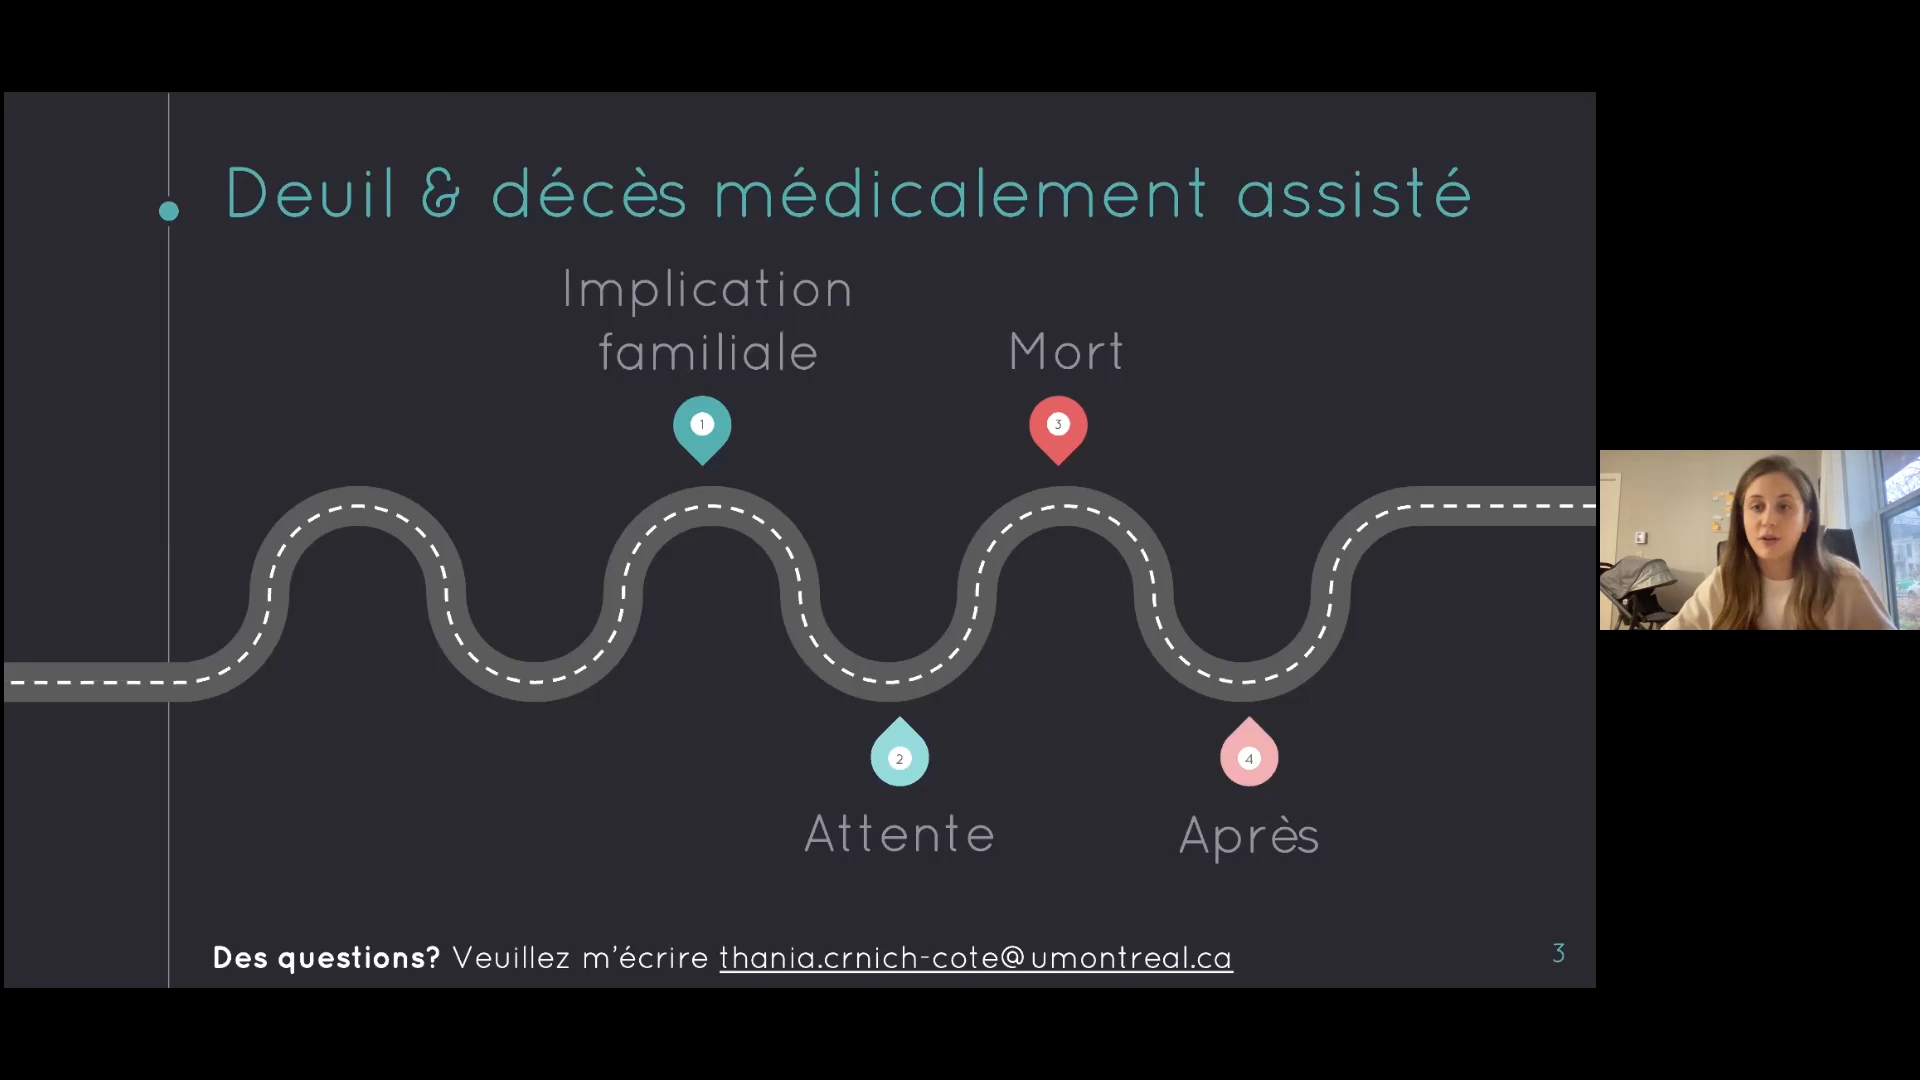 Deuil & décès médicalement assisté
Implication
familiale
Mort
1
3
2
4
Attente
Après
Des questions? Veuillez m'écrire thania.crnich-cote@umontreal.ca
3